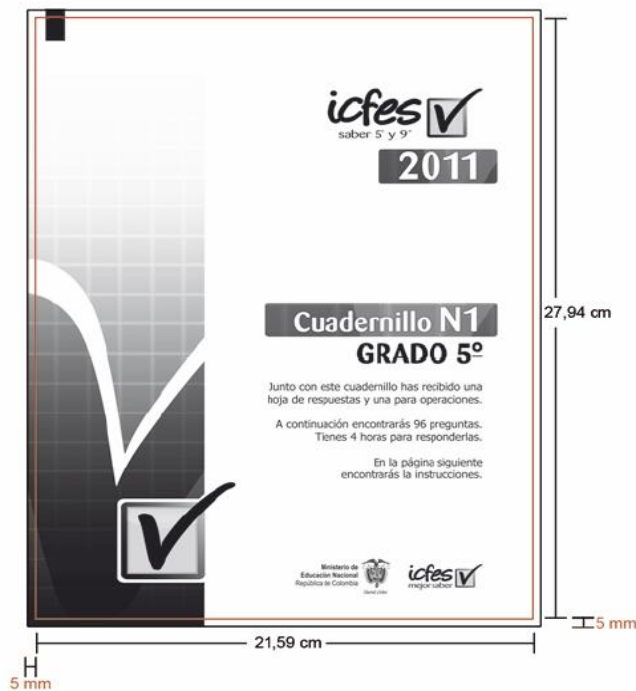 icfes
saber 5° y 9°
2011
Cuadernillo N1
GRADO 5º
Junto con este cuadernillo has recibido una
hoja de respuestas y una para operaciones.
A continuación encontrarás 96 preguntas.
Tienes 4 horas para responderlas.
En la página siguiente
encontrarás la instrucciones.
Ministerio de
Educación Nacional
República de Colombia
Libertad y Orden
icfes
mejor saber
27,94 cm
5 mm
21,59 cm
5 mm